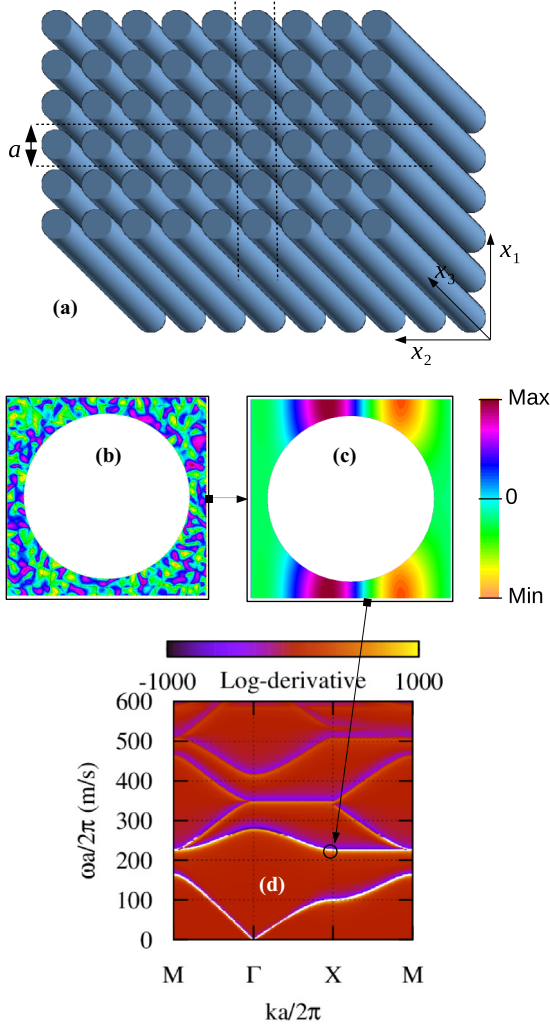 a
(a)
x1
x3
x2
(b)
(c)
Max
0
Min
-1000 Log-derivative 1000
600
500
400
300
200
100
0
ωa/2π (m/s)
(d)
M Γ X M
ka/2π